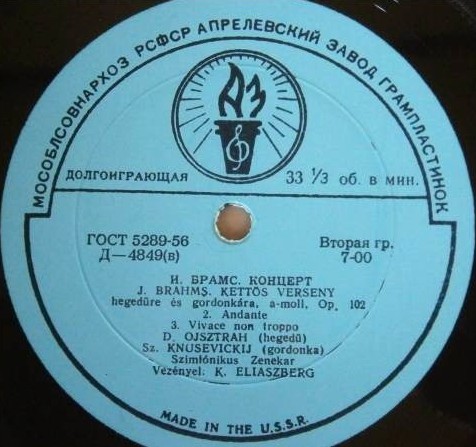 МОСОБЛСОВНАРХОЗ РСФСР АПРЕЛЕВСКИЙ ЗАВОД ГРАМПЛАСТИНОК
АЗ
ДОЛГОИГРАЮЩАЯ 33 1/3 об. в мин.
ГОСТ 5289-56 Вторая гр.
Д—4849(в) 7-00
И. БРАМС. КОНЦЕРТ
J. BRAHMS. KETTŐS VERSENY
hegedűre és gordonkára, a-moll, Op. 102
2. Andante
3. Vivace non troppo
D. OJSZTRAH (hegedű)
Sz. KNUSEVICKIJ (gordonka)
Szimfónikus Zenekar
Vezényel: K. ELIASZBERG
MADE IN THE U.S.S.R.